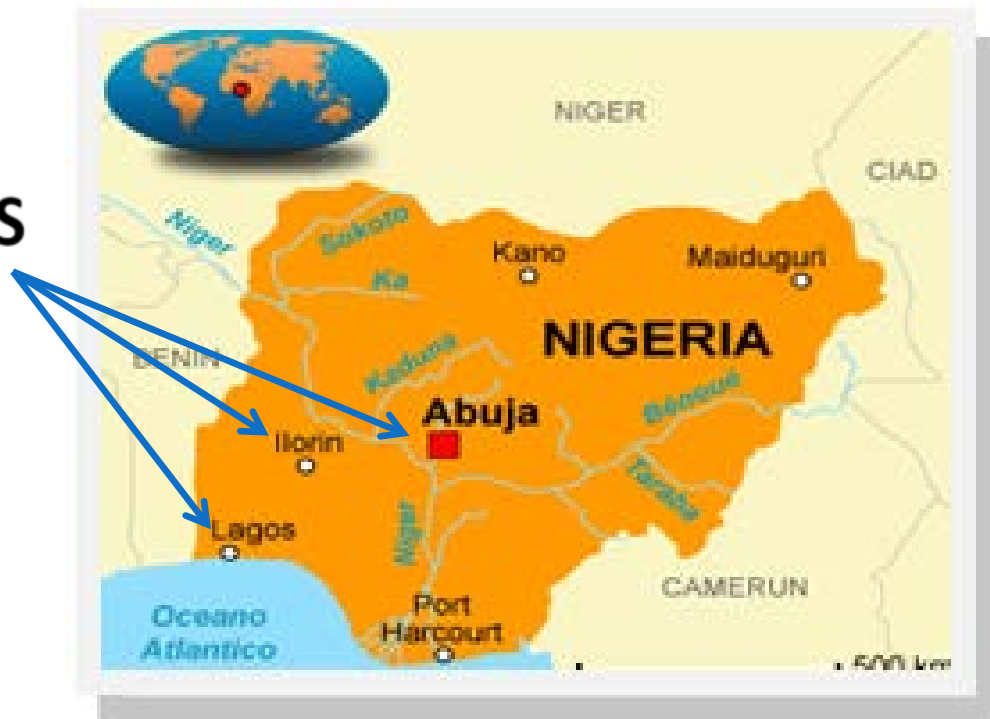 NIGER
CIAD
S
Niger
Sokoto
Kano
Maiduguri
Ka
NIGERIA
BENIN
Kaduna
Bénoué
Abuja
Ilorin
Taraba
Niger
Lagos
CAMERUN
Port
Harcourt
Oceano
Atlantico
500 km